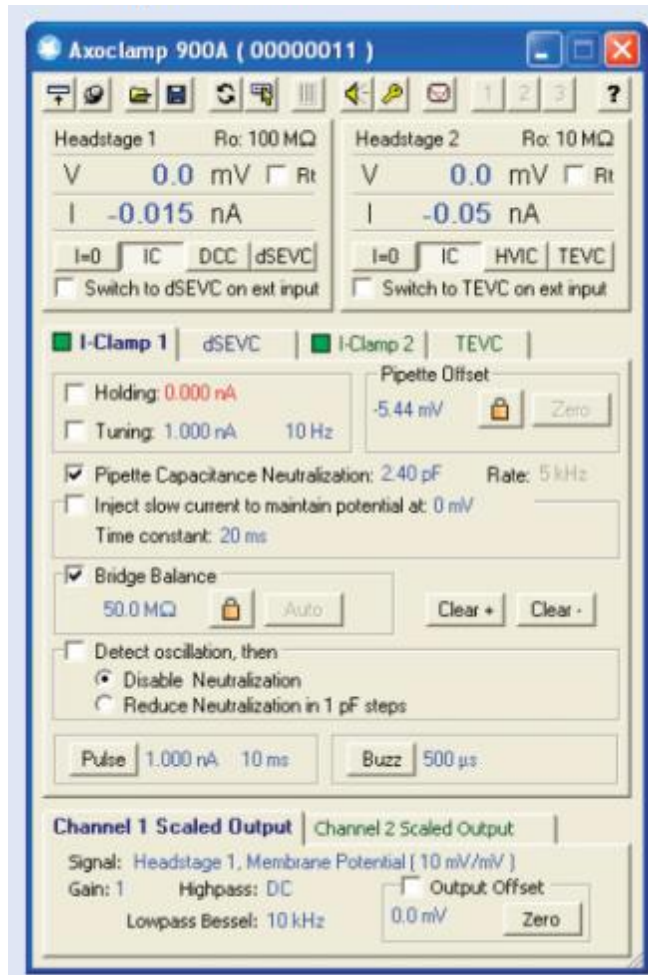 Axoclamp 900A ( 00000011 )
1 2 3 ?
Headstage 1 Ro: 100 MΩ
V 0.0 mV Rt
I -0.015 nA
I=0 IC DCC dSEVC
Switch to dSEVC on ext input
Headstage 2 Ro: 10 MΩ
V 0.0 mV Rt
I -0.05 nA
I=0 IC HVIC TEVC
Switch to TEVC on ext input
I-Clamp 1 dSEVC I-Clamp 2 TEVC
Holding: 0.000 nA
Tuning: 1.000 nA 10 Hz
Pipette Offset
-5.44 mV Zero
Pipette Capacitance Neutralization: 2.40 pF Rate: 5 kHz
Inject slow current to maintain potential at: 0 mV
Time constant: 20 ms
Bridge Balance
50.0 MΩ Auto Clear + Clear -
Detect oscillation, then
Disable Neutralization
Reduce Neutralization in 1 pF steps
Pulse 1.000 nA 10 ms Buzz 500 µs
Channel 1 Scaled Output Channel 2 Scaled Output
Signal: Headstage 1, Membrane Potential ( 10 mV/mV )
Gain: 1 Highpass: DC
Lowpass Bessel: 10 kHz
Output Offset
0.0 mV Zero